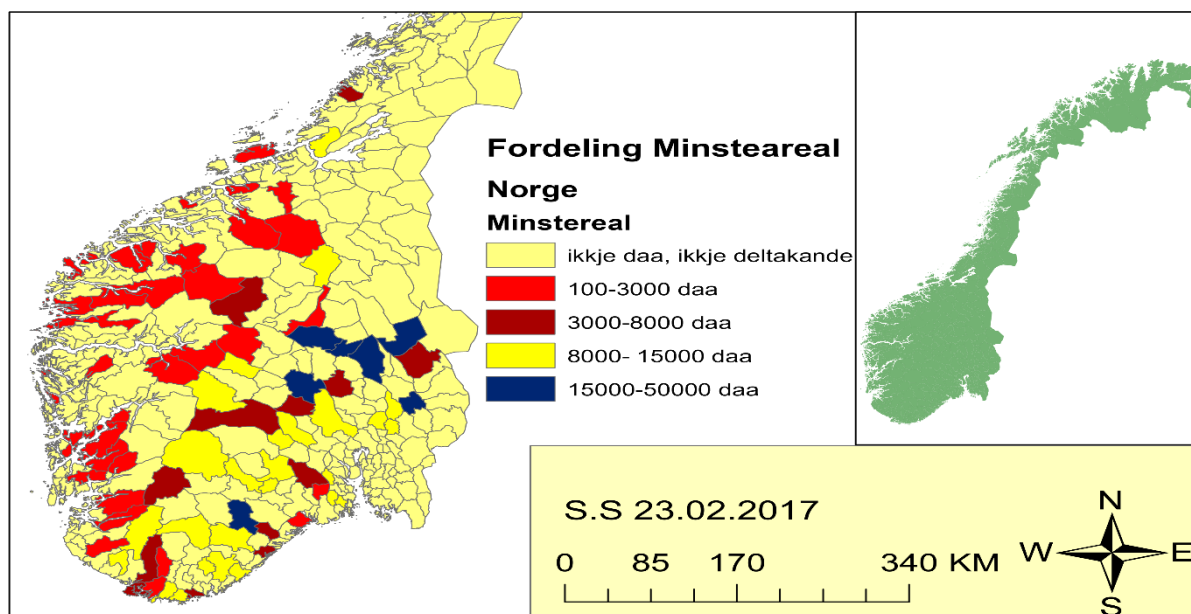 Fordeling Minsteareal
Norge
Minstereal
ikkje daa, ikkje deltakande
100-3000 daa
3000-8000 daa
8000- 15000 daa
15000-50000 daa
S.S 23.02.2017
0 85 170 340 KM
N
W E
S